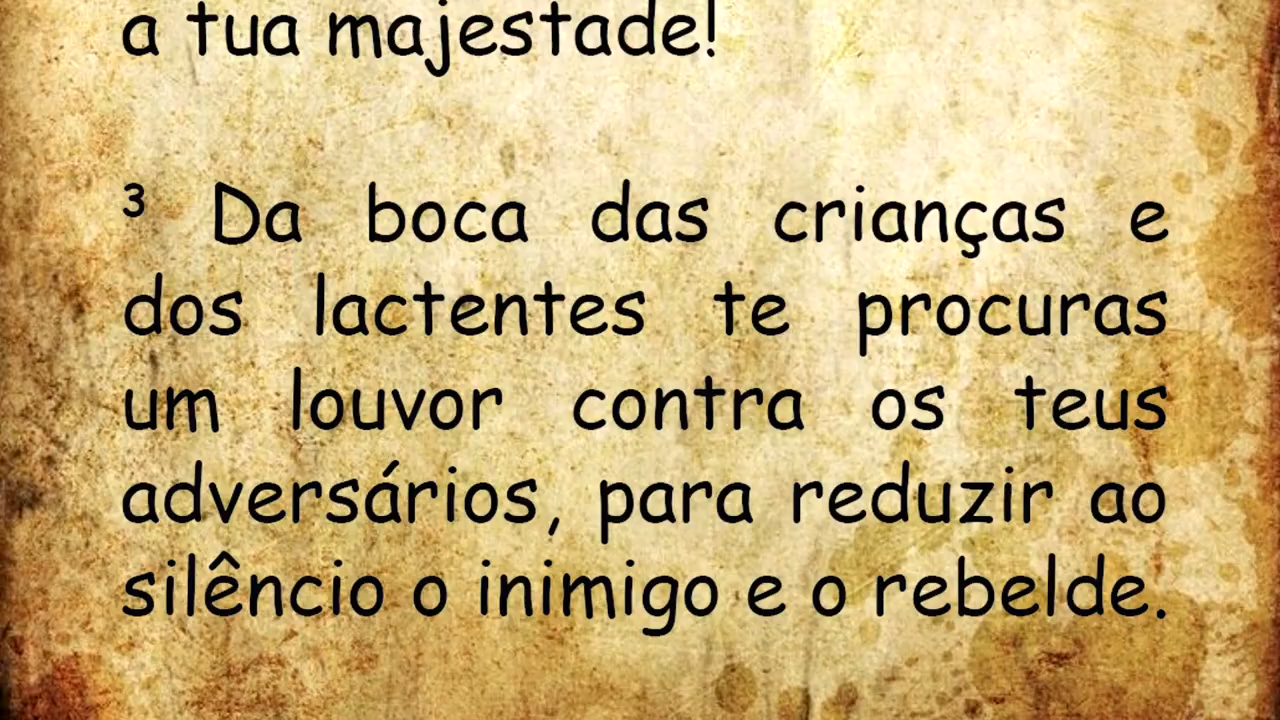 a tua majestade!
³ Da boca das crianças e
dos lactentes te procuras
um louvor contra os teus
adversários, para reduzir ao
silêncio o inimigo e o rebelde.